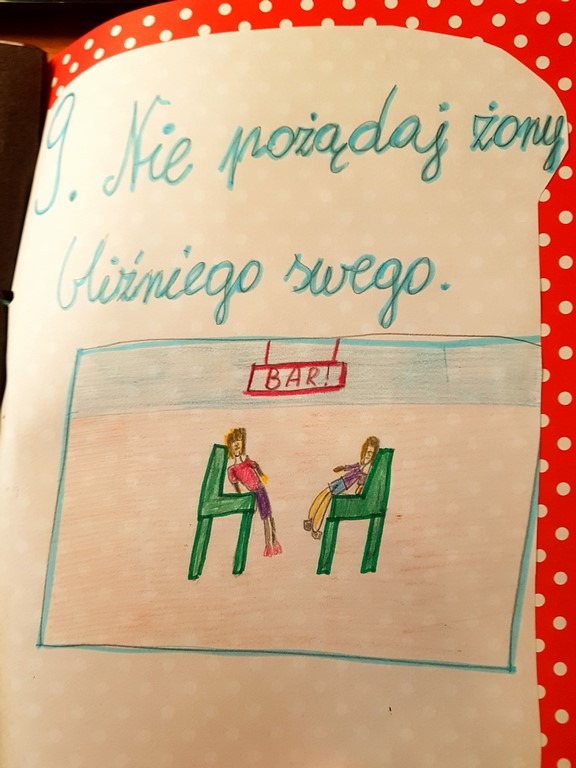 9. Nie pożądaj żony
bliźniego swego.
BAR!